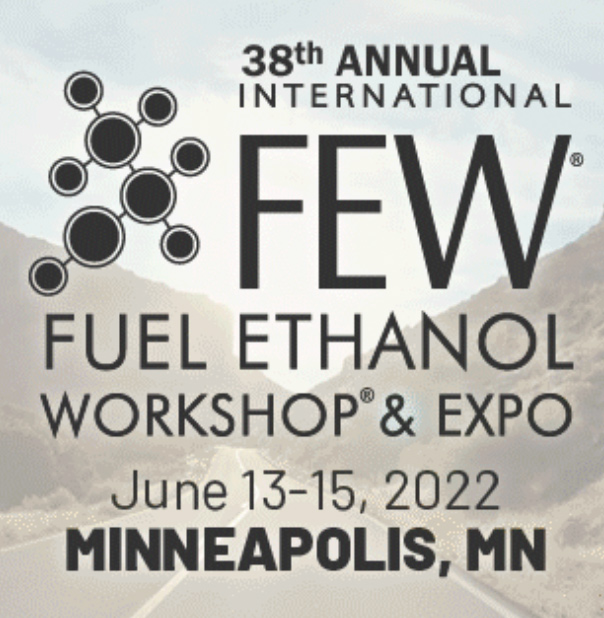 38th ANNUAL
INTERNATIONAL
FEW®
FUEL ETHANOL
WORKSHOP® & EXPO
June 13-15, 2022
MINNEAPOLIS, MN